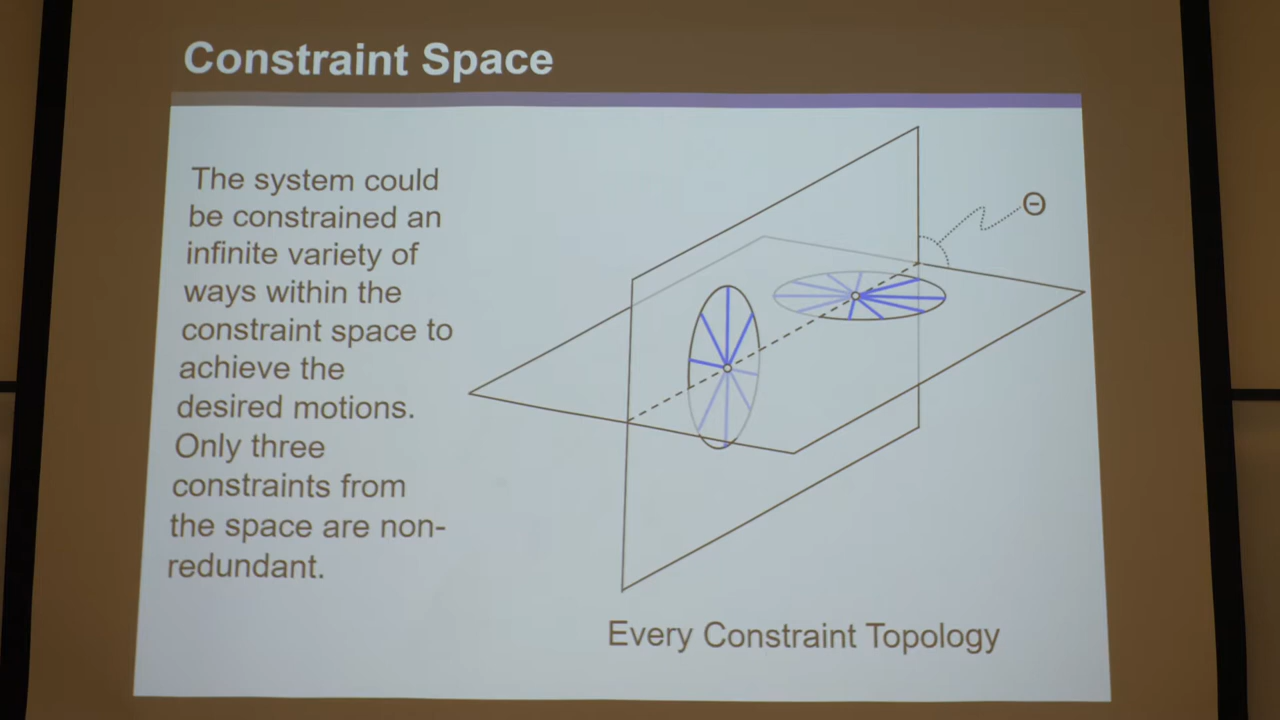 Constraint Space
The system could
be constrained an
infinite variety of
ways within the
constraint space to
achieve the
desired motions.
Only three
constraints from
the space are non-
redundant.
Θ
Every Constraint Topology